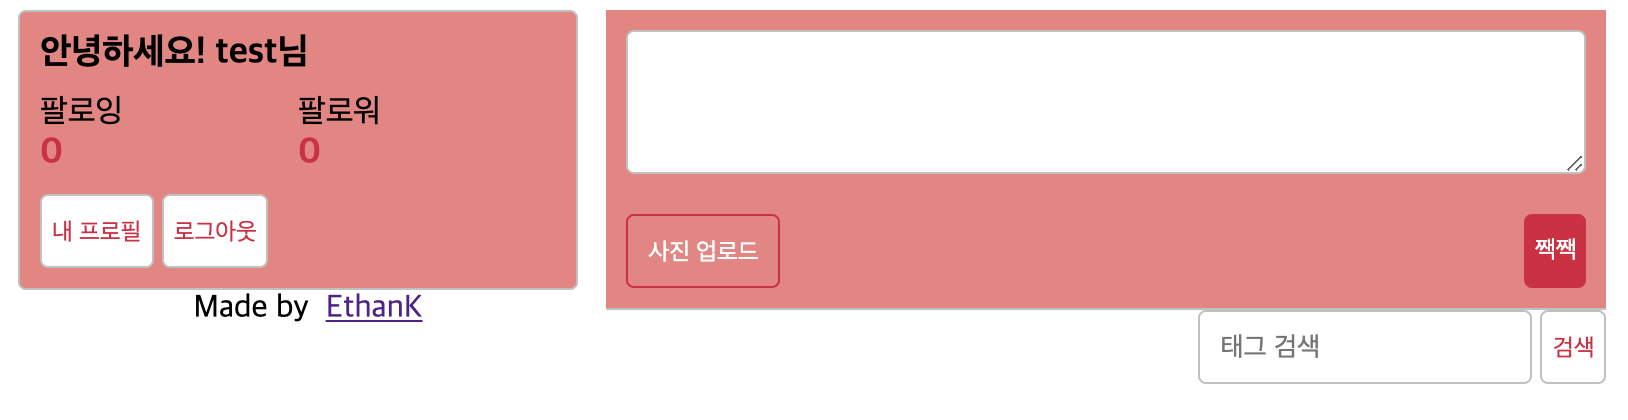 안녕하세요! test님
팔로잉
0
팔로워
0
내 프로필
로그아웃
Made by EthanK
사진 업로드
짹짹
태그 검색
검색